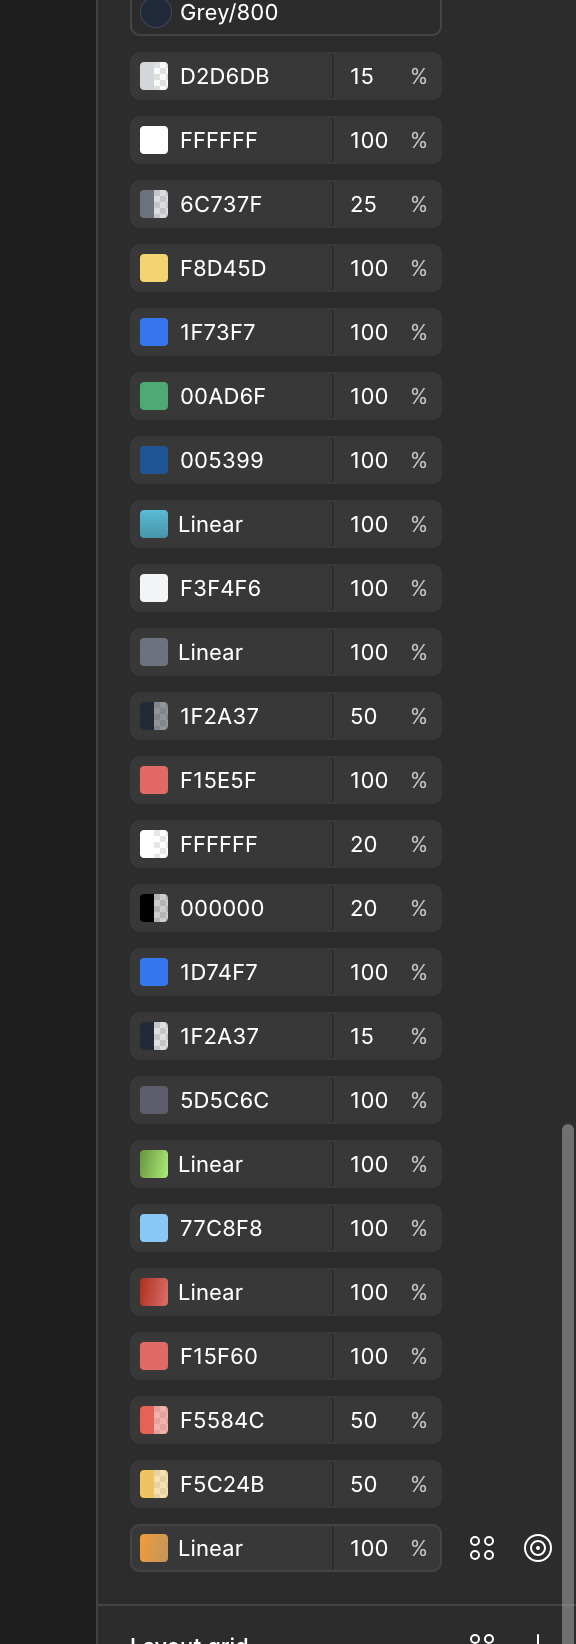 Grey/800
D2D6DB 15 %
FFFFFF 100 %
6C737F 25 %
F8D45D 100 %
1F73F7 100 %
00AD6F 100 %
005399 100 %
Linear 100 %
F3F4F6 100 %
Linear 100 %
1F2A37 50 %
F15E5F 100 %
FFFFFF 20 %
000000 20 %
1D74F7 100 %
1F2A37 15 %
5D5C6C 100 %
Linear 100 %
77C8F8 100 %
Linear 100 %
F15F60 100 %
F5584C 50 %
F5C24B 50 %
Linear 100 %
Layout grid